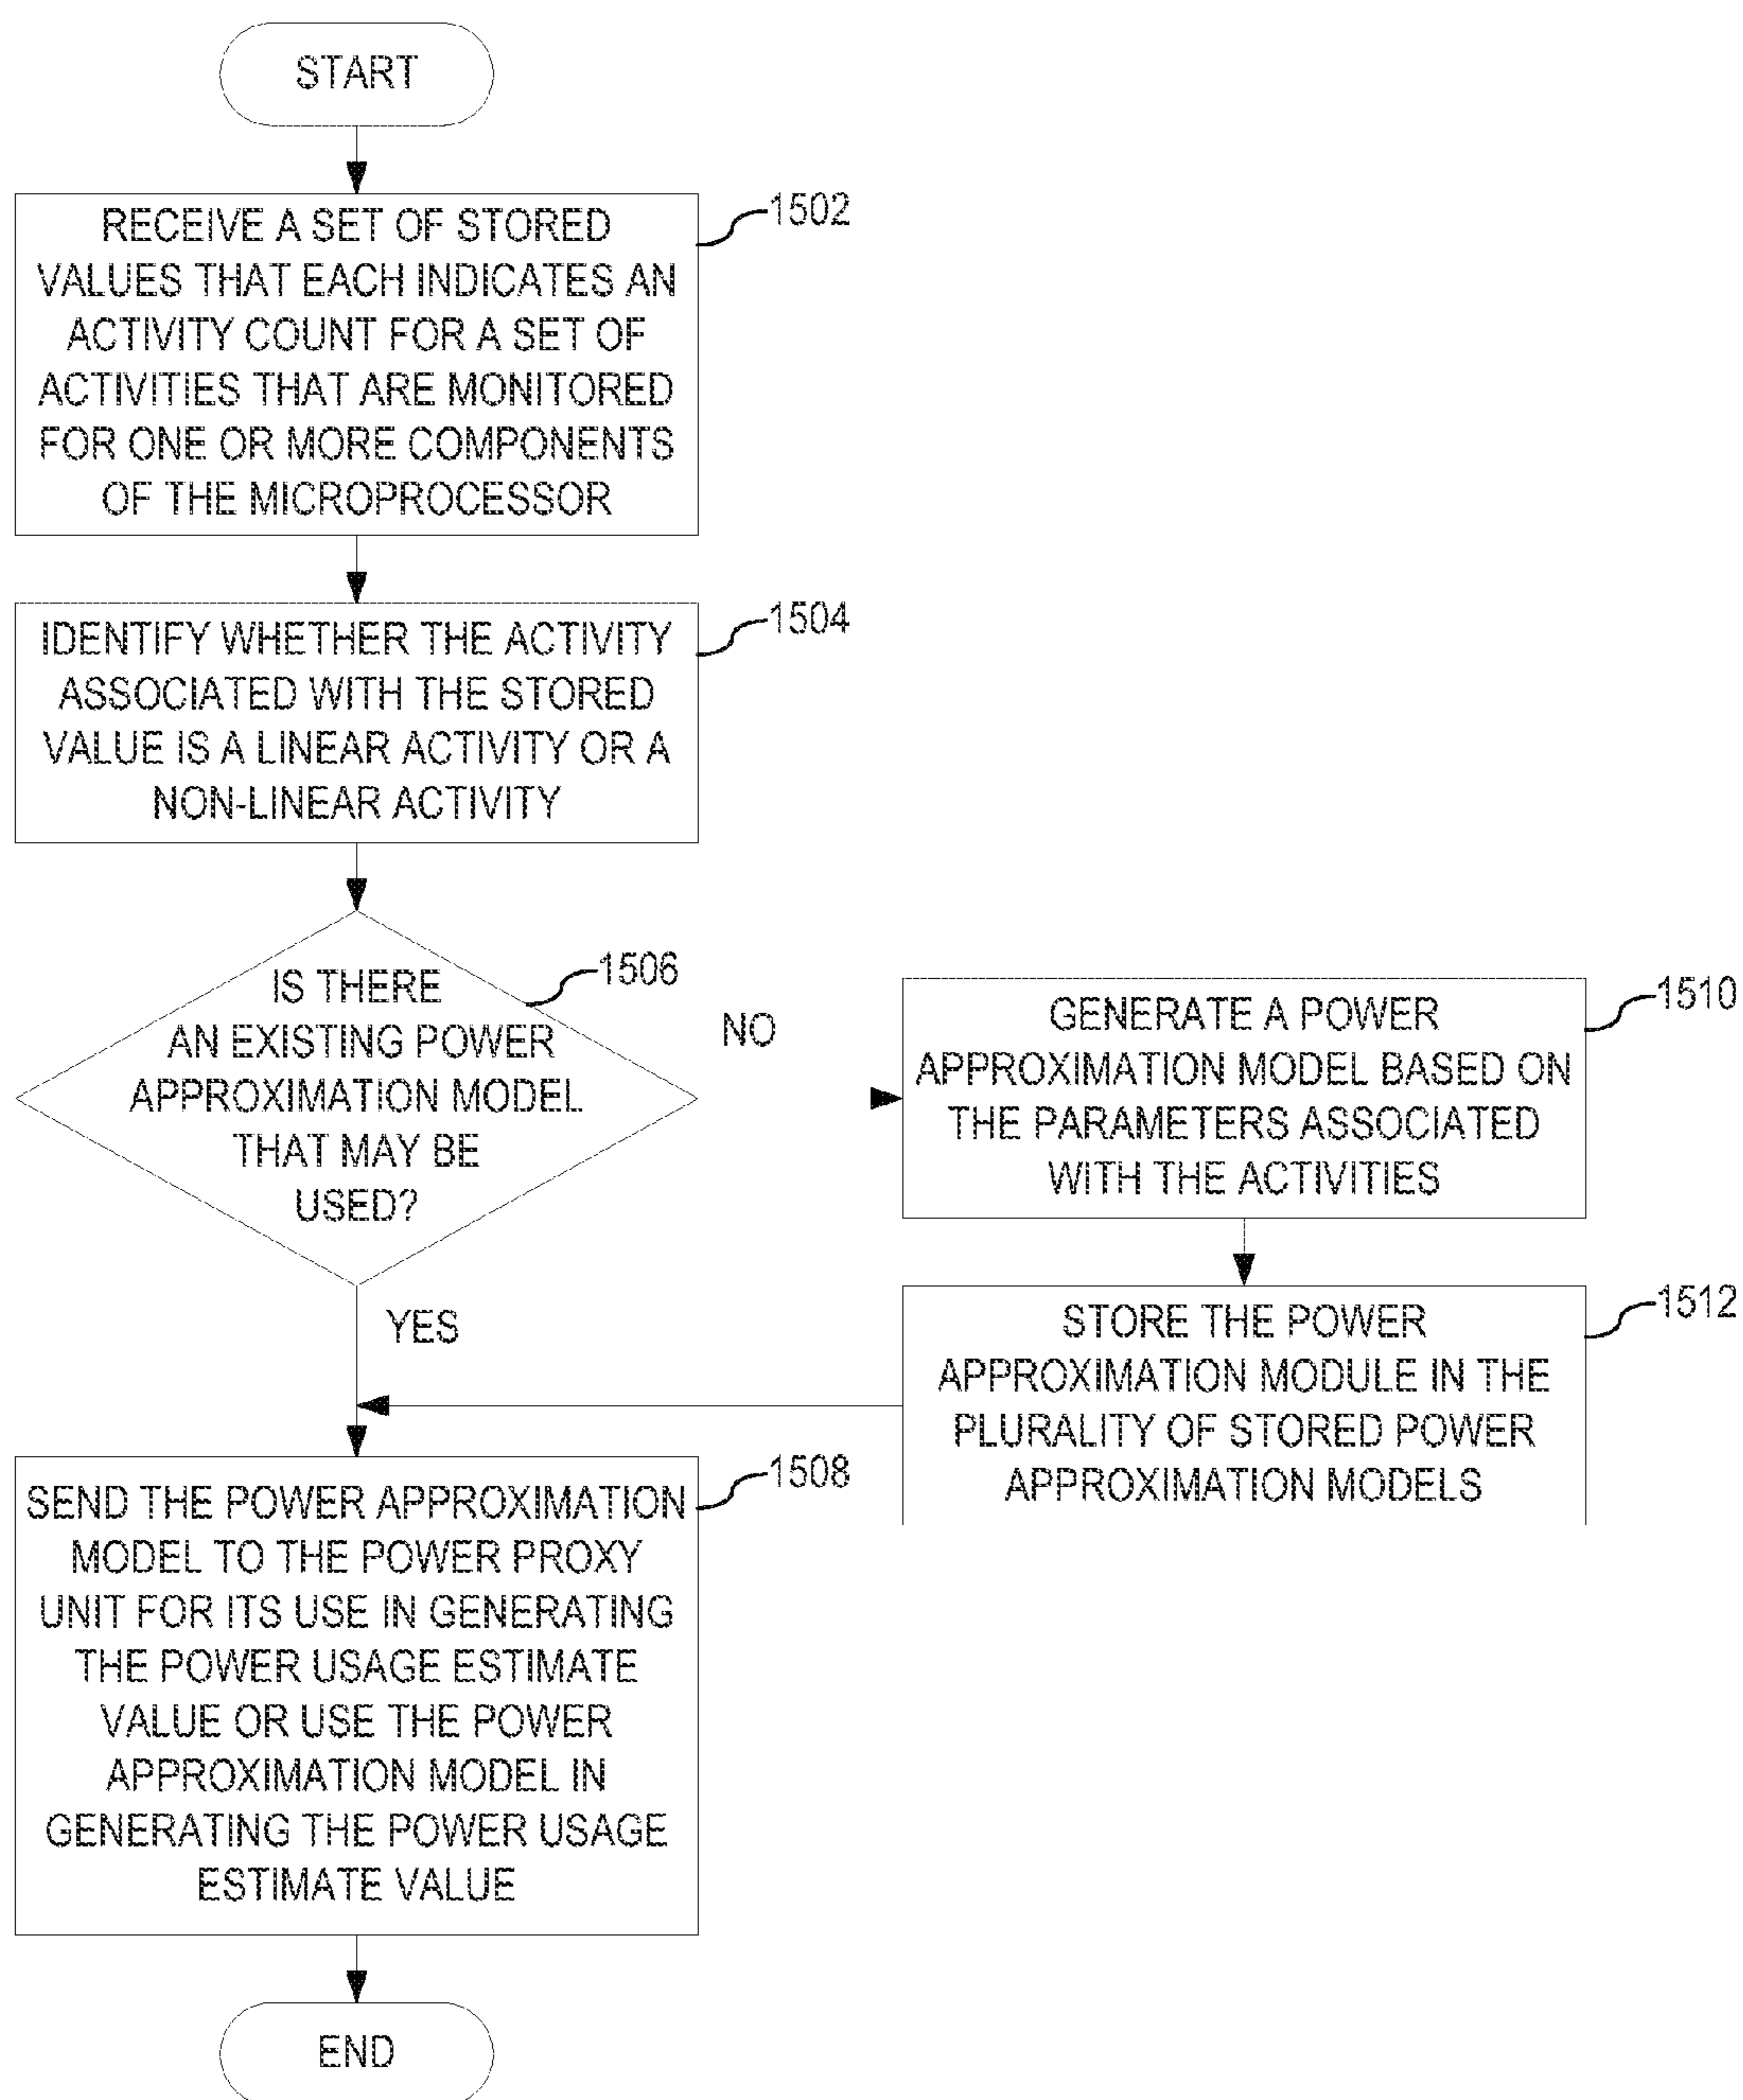 START
RECEIVE A SET OF STORED
VALUES THAT EACH INDICATES AN
ACTIVITY COUNT FOR A SET OF
ACTIVITIES THAT ARE MONITORED
FOR ONE OR MORE COMPONENTS
OF THE MICROPROCESSOR
1502
IDENTIFY WHETHER THE ACTIVITY
ASSOCIATED WITH THE STORED
VALUE IS A LINEAR ACTIVITY OR A
NON-LINEAR ACTIVITY
1504
IS THERE
AN EXISTING POWER
APPROXIMATION MODEL
THAT MAY BE
USED?
1506
NO
GENERATE A POWER
APPROXIMATION MODEL BASED ON
THE PARAMETERS ASSOCIATED
WITH THE ACTIVITIES
1510
YES
STORE THE POWER
APPROXIMATION MODULE IN THE
PLURALITY OF STORED POWER
APPROXIMATION MODELS
1512
SEND THE POWER APPROXIMATION
MODEL TO THE POWER PROXY
UNIT FOR ITS USE IN GENERATING
THE POWER USAGE ESTIMATE
VALUE OR USE THE POWER
APPROXIMATION MODEL IN
GENERATING THE POWER USAGE
ESTIMATE VALUE
1508
END